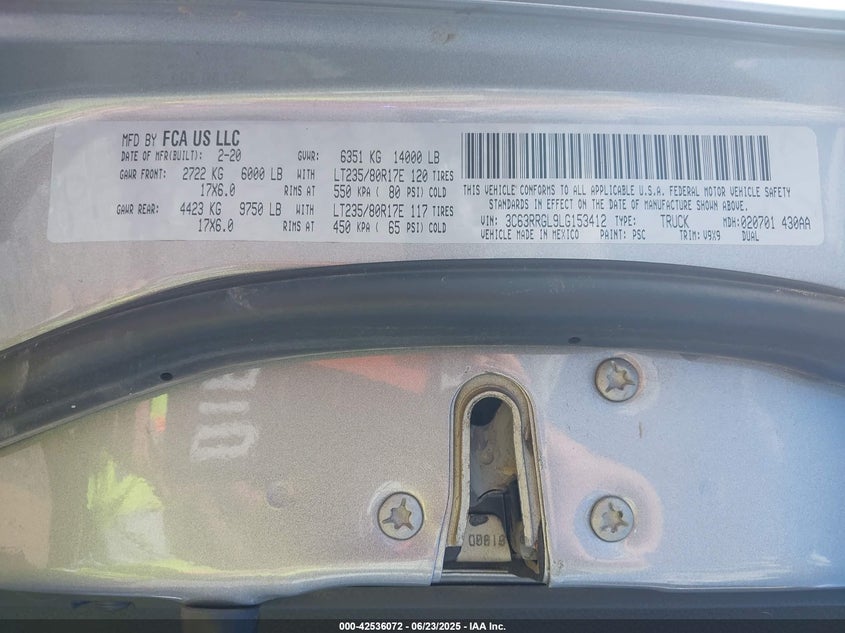 MFD BY FCA US LLC
DATE OF MFR(BUILT): 2-20 GVWR: 6351 KG 14000 LB
GAWR FRONT: 2722 KG 6000 LB WITH LT235/80R17E 120 TIRES
17X6.0 RIMS AT 550 KPA ( 80 PSI) COLD
GAWR REAR: 4423 KG 9750 LB WITH LT235/80R17E 117 TIRES
17X6.0 RIMS AT 450 KPA ( 65 PSI) COLD
THIS VEHICLE CONFORMS TO ALL APPLICABLE U.S.A. FEDERAL MOTOR VEHICLE SAFETY
STANDARDS IN EFFECT ON THE DATE OF MANUFACTURE SHOWN ABOVE.
VIN: 3C63RRGL9LG153412 TYPE: TRUCK MDH:020701 430AA
VEHICLE MADE IN MEXICO PAINT: PSC TRIM: V9X9 DUAL
000-42536072 | 06/23/2025 | IAA Inc.